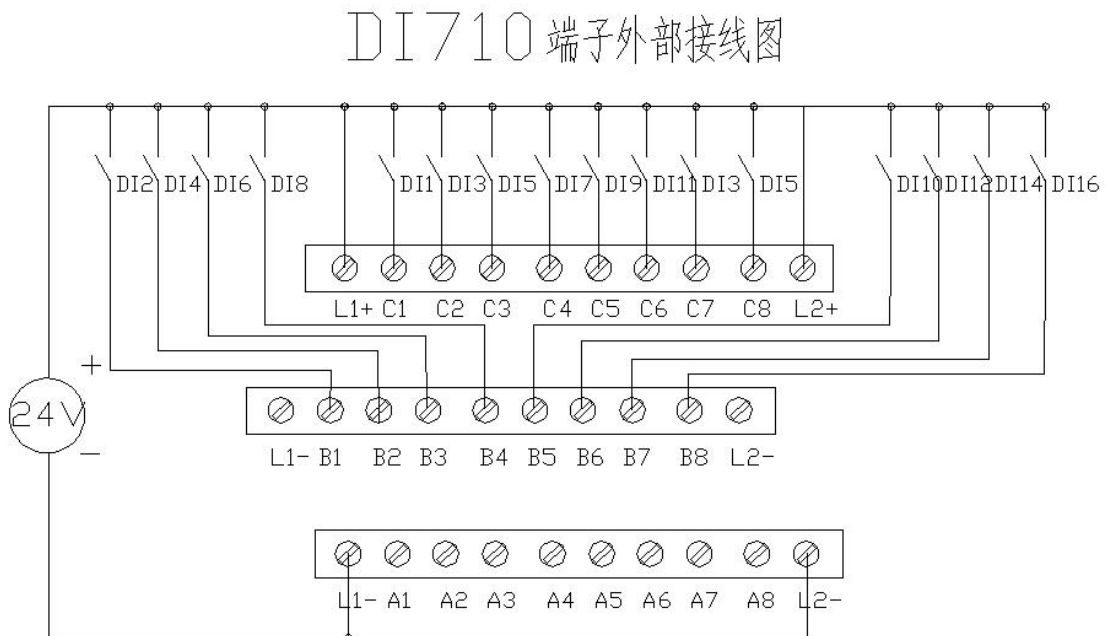 DI710 端子外部接线图
DI2 DI4 DI6 DI8 DI1 DI3 DI5 DI7 DI9 DI11 DI3 DI5 DI10 DI12 DI14 DI16
L1+ C1 C2 C3 C4 C5 C6 C7 C8 L2+
+
24V
-
L1- B1 B2 B3 B4 B5 B6 B7 B8 L2-
L1- A1 A2 A3 A4 A5 A6 A7 A8 L2-